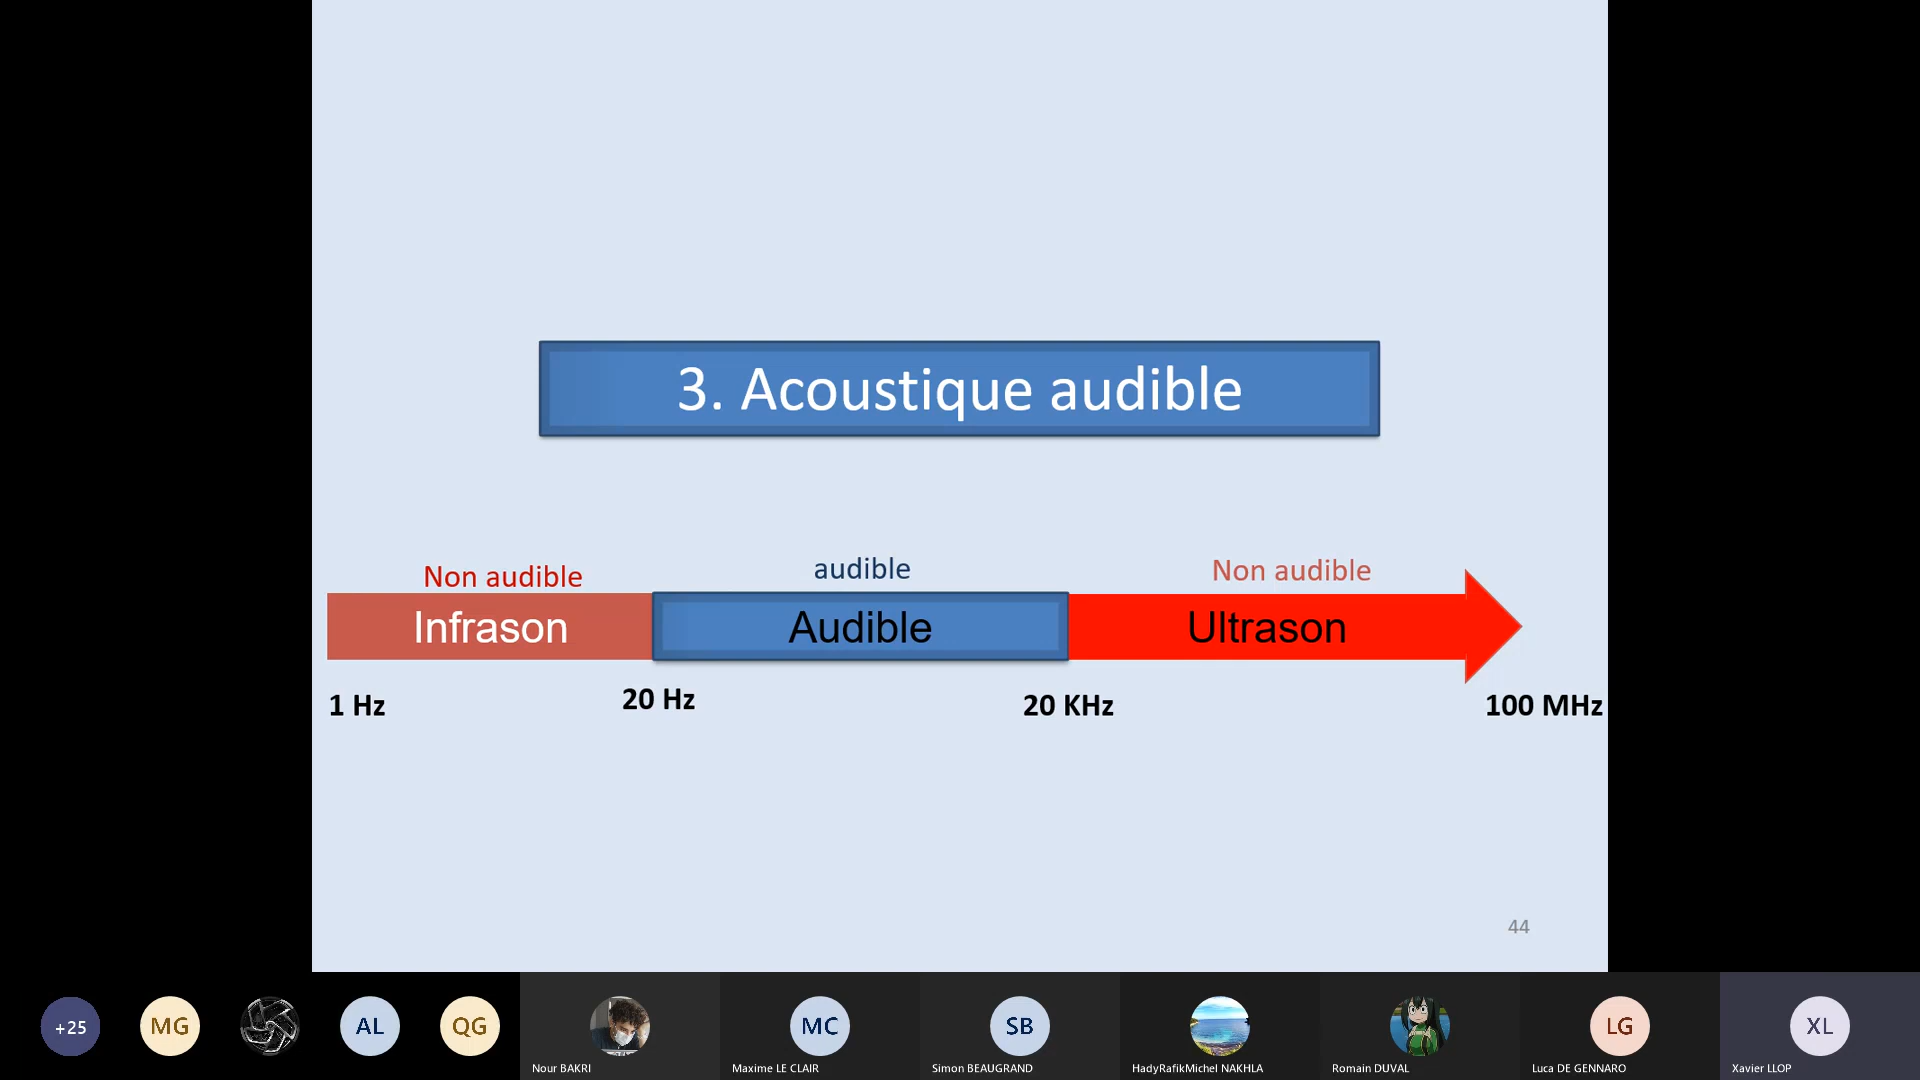 3. Acoustique audible
Non audible
audible
Non audible
Infrason
Audible
Ultrason
1 Hz
20 Hz
20 KHz
100 MHz
44
+25
MG
AL
QG
MC
SB
LG
XL
Nour BAKRI
Maxime LE CLAIR
Simon BEAUGRAND
HadyRafikMichel NAKHLA
Romain DUVAL
Luca DE GENNARO
Xavier LLOP